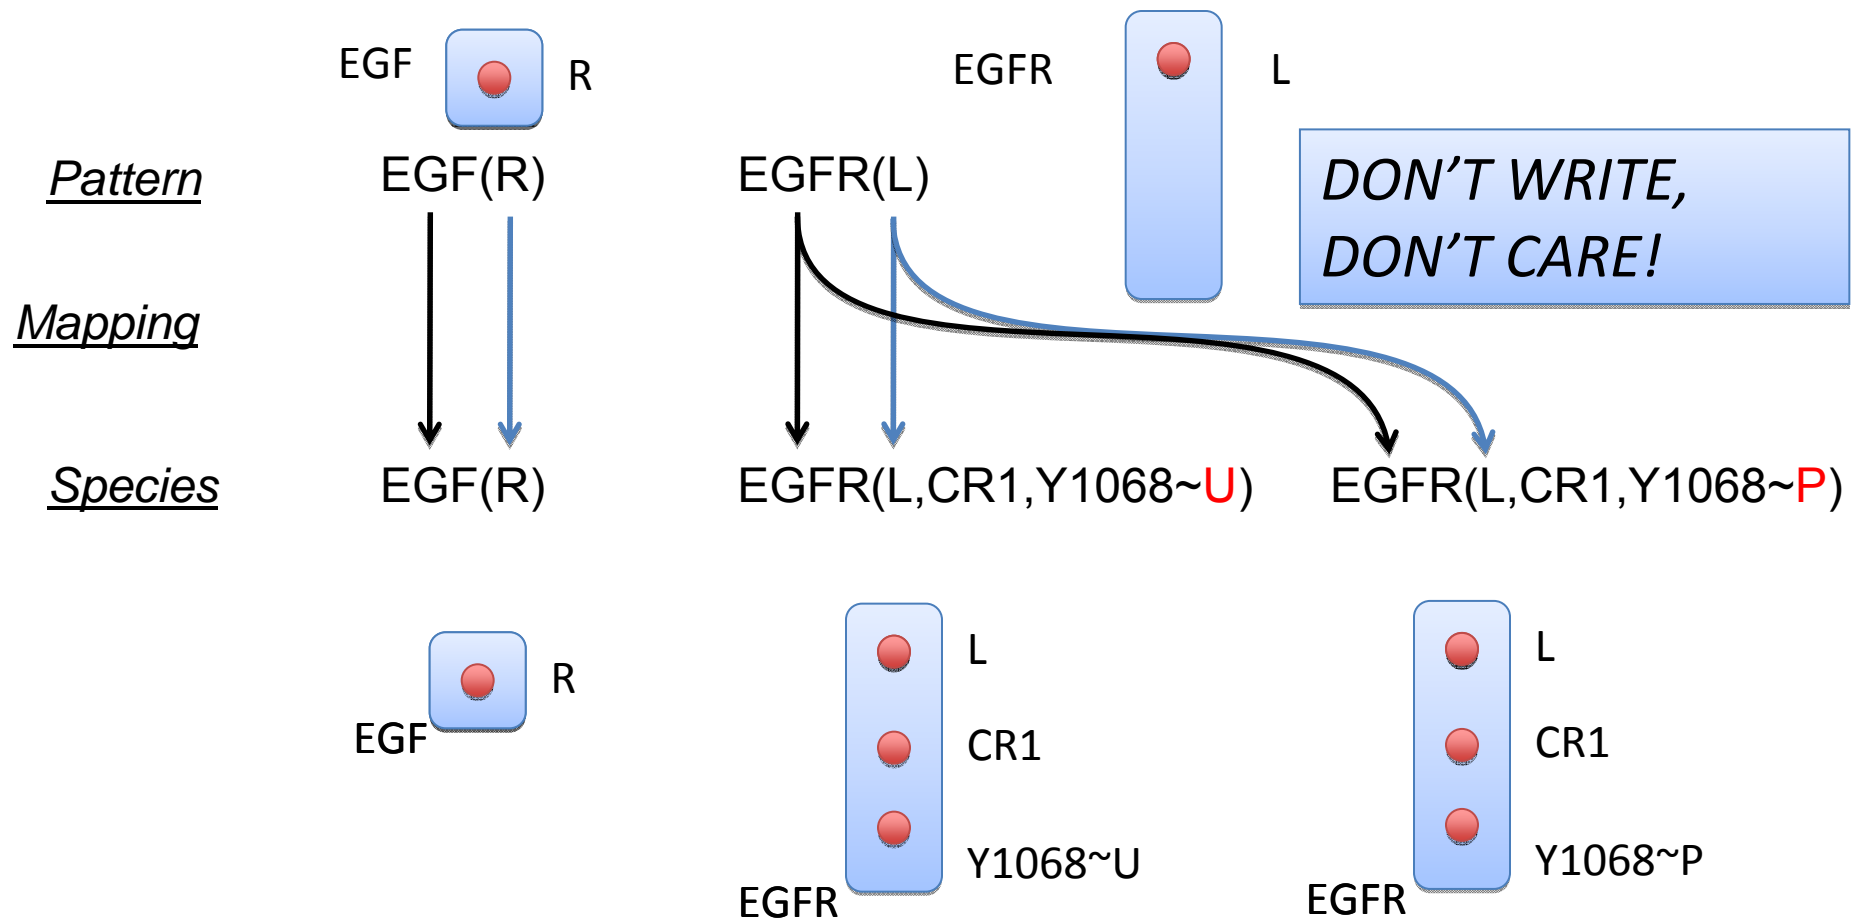 EGF
R
EGFR
L
Pattern
EGF(R)
EGFR(L)
DON’T WRITE,
DON’T CARE!
Mapping
Species
EGF(R)
EGFR(L,CR1,Y1068~U)
EGFR(L,CR1,Y1068~P)
R
EGF
L
CR1
Y1068~U
EGFR
L
CR1
Y1068~P
EGFR